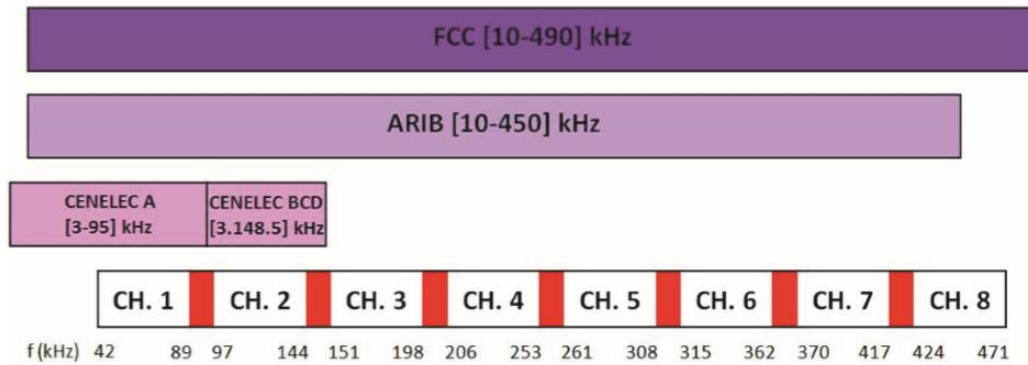 FCC [10-490] kHz
ARIB [10-450] kHz
CENELEC A CENELEC BCD
[3-95] kHz [3.148.5] kHz
CH. 1 CH. 2 CH. 3 CH. 4 CH. 5 CH. 6 CH. 7 CH. 8
f (kHz) 42 89 97 144 151 198 206 253 261 308 315 362 370 417 424 471